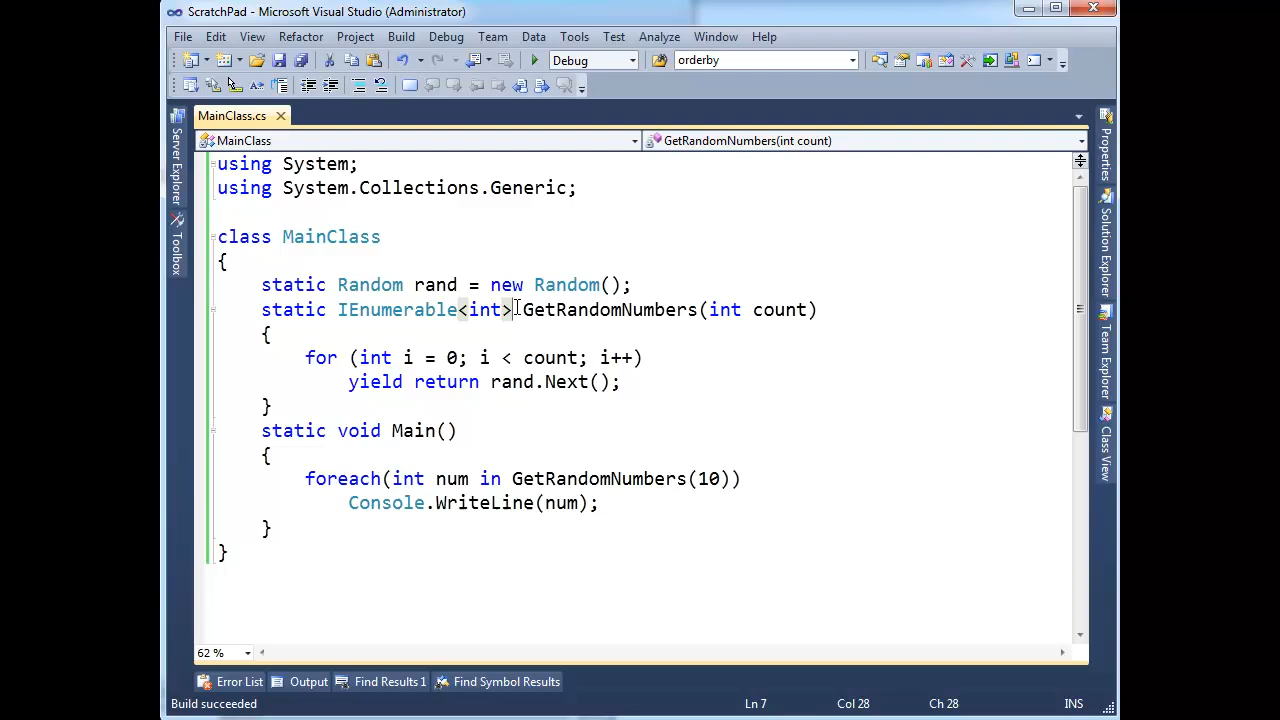 ScratchPad - Microsoft Visual Studio (Administrator)
File Edit View Refactor Project Build Debug Team Data Tools Test Analyze Window Help
Debug orderby
MainClass.cs
MainClass GetRandomNumbers(int count)
Server Explorer
Toolbox
using System;
using System.Collections.Generic;
class MainClass
{
static Random rand = new Random();
static IEnumerable<int> GetRandomNumbers(int count)
{
for (int i = 0; i < count; i++)
yield return rand.Next();
}
static void Main()
{
foreach(int num in GetRandomNumbers(10))
Console.WriteLine(num);
}
}
Properties
Solution Explorer
Team Explorer
Class View
62 %
Error List Output Find Results 1 Find Symbol Results
Build succeeded Ln 7 Col 28 Ch 28 INS